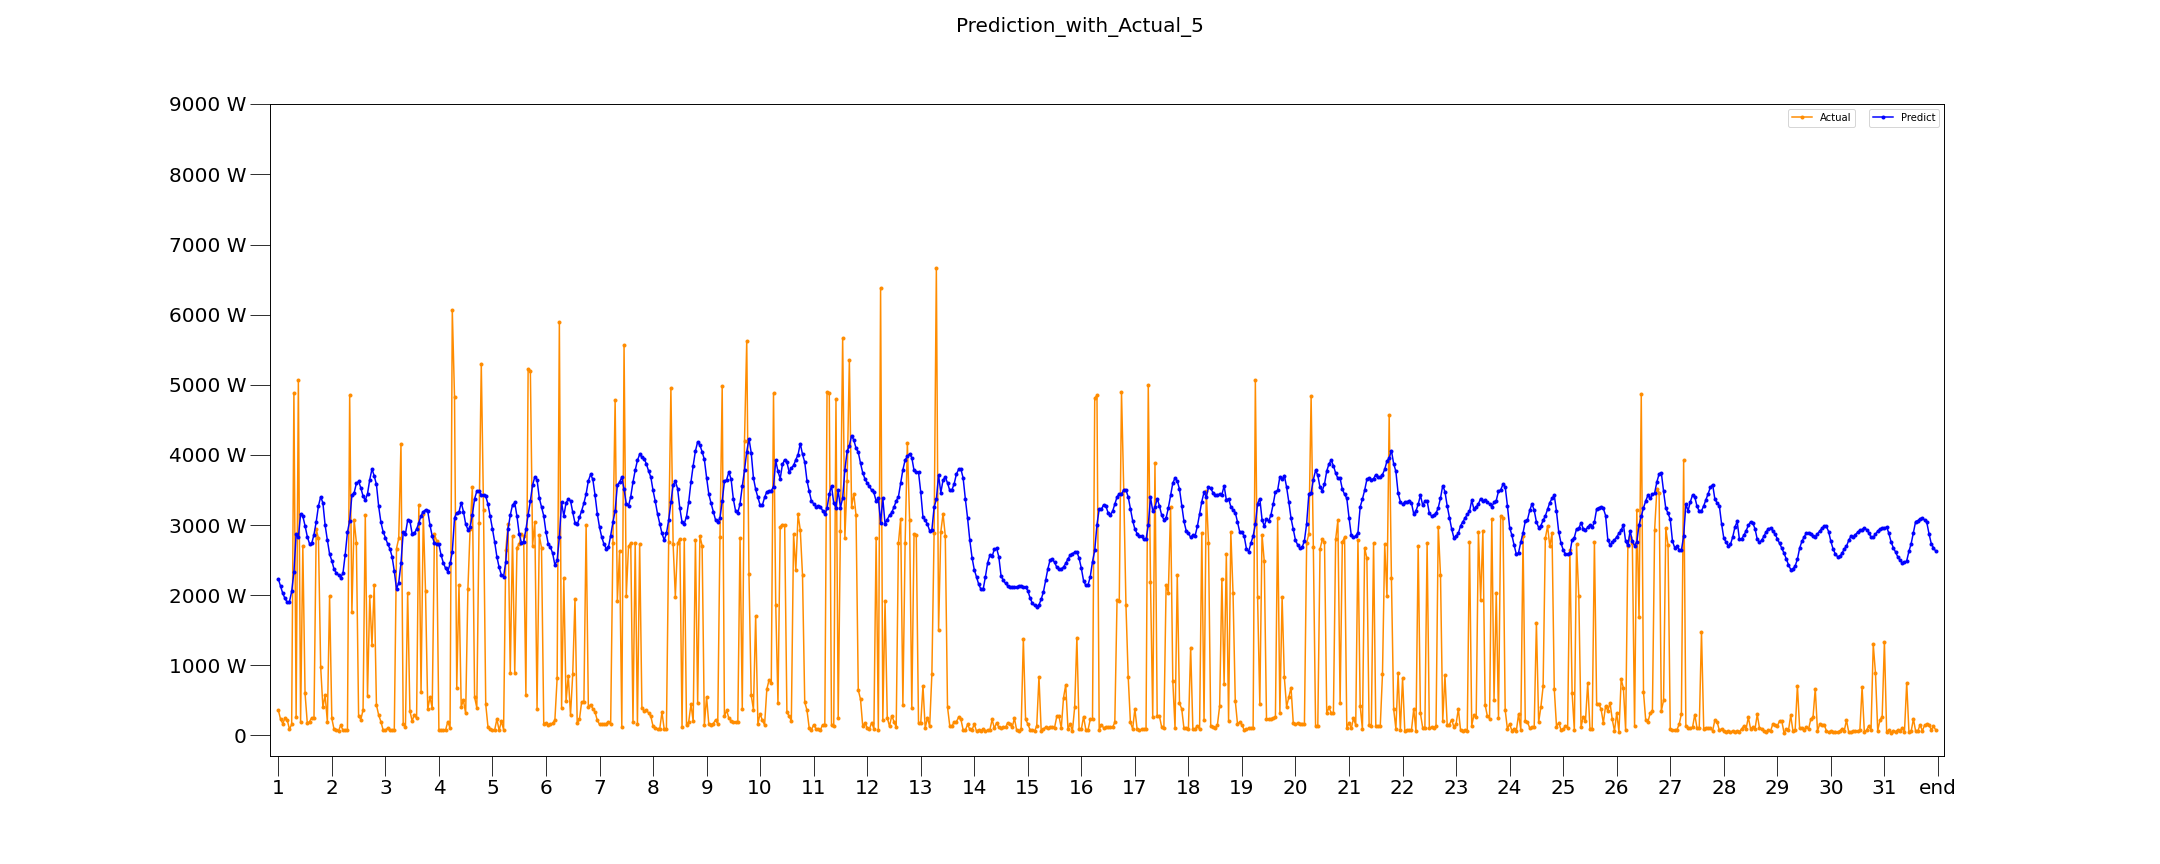 Prediction_with_Actual_5
9000 W
8000 W
7000 W
6000 W
5000 W
4000 W
3000 W
2000 W
1000 W
0
Actual Predict
1 2 3 4 5 6 7 8 9 10 11 12 13 14 15 16 17 18 19 20 21 22 23 24 25 26 27 28 29 30 31 end